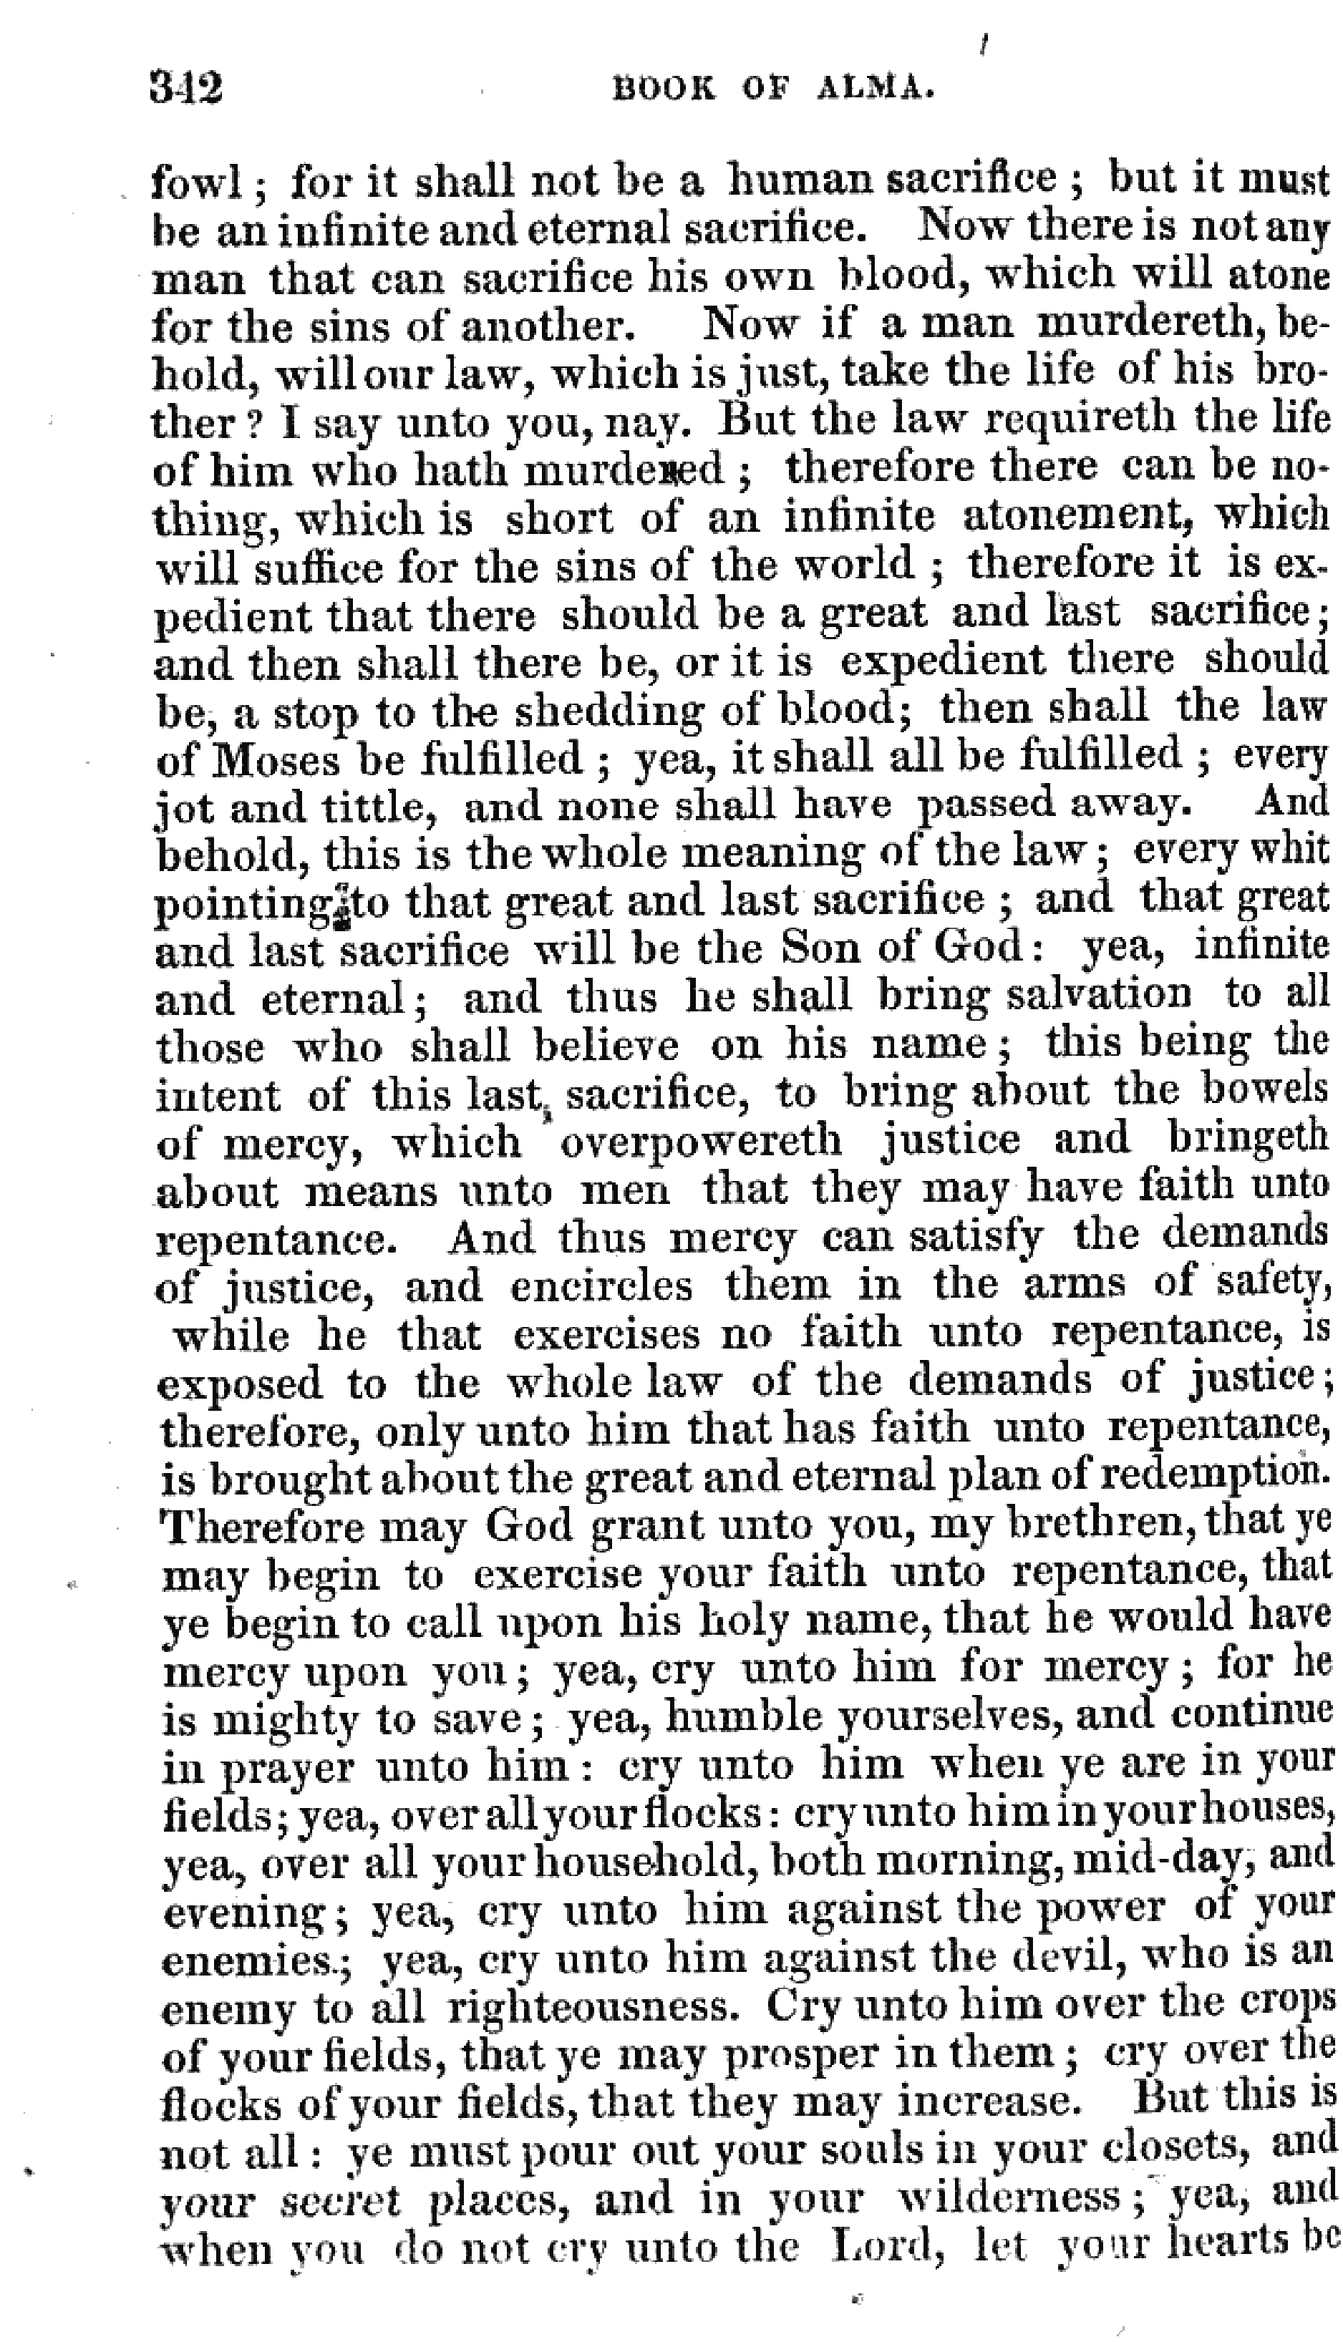 342 BOOK OF ALMA.
fowl; for it shall not be a human sacrifice; but it must
be an infinite and eternal sacrifice. Now there is not any
man that can sacrifice his own blood, which will atone
for the sins of another. Now if a man murdereth, be-
hold, will our law, which is just, take the life of his bro-
ther? I say unto you, nay. But the law requireth the life
of him who hath murdered; therefore there can be no-
thing, which is short of an infinite atonement, which
will suffice for the sins of the world; therefore it is ex-
pedient that there should be a great and last sacrifice;
and then shall there be, or it is expedient there should
be, a stop to the shedding of blood; then shall the law
of Moses be fulfilled; yea, it shall all be fulfilled; every
jot and tittle, and none shall have passed away. And
behold, this is the whole meaning of the law; every whit
pointing to that great and last sacrifice; and that great
and last sacrifice will be the Son of God: yea, infinite
and eternal; and thus he shall bring salvation to all
those who shall believe on his name; this being the
intent of this last, sacrifice, to bring about the bowels
of mercy, which overpowereth justice and bringeth
about means unto men that they may have faith unto
repentance. And thus mercy can satisfy the demands
of justice, and encircles them in the arms of safety,
while he that exercises no faith unto repentance, is
exposed to the whole law of the demands of justice;
therefore, only unto him that has faith unto repentance,
is brought about the great and eternal plan of redemption.
Therefore may God grant unto you, my brethren, that ye
may begin to exercise your faith unto repentance, that
ye begin to call upon his holy name, that he would have
mercy upon you; yea, cry unto him for mercy; for he
is mighty to save; yea, humble yourselves, and continue
in prayer unto him: cry unto him when ye are in your
fields; yea, over all your flocks: cry unto him in your houses,
yea, over all your household, both morning, mid-day, and
evening; yea, cry unto him against the power of your
enemies; yea, cry unto him against the devil, who is an
enemy to all righteousness. Cry unto him over the crops
of your fields, that ye may prosper in them; cry over the
flocks of your fields, that they may increase. But this is
not all: ye must pour out your souls in your closets, and
your secret places, and in your wilderness; yea, and
when you do not cry unto the Lord, let your hearts be